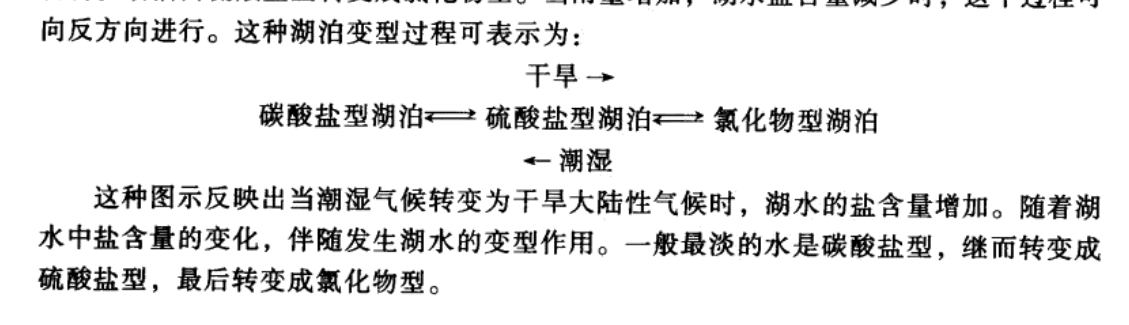 向反方向进行。这种湖泊变型过程可表示为：
干旱 →
碳酸盐型湖泊⇌ 硫酸盐型湖泊⇌ 氯化物型湖泊
← 潮湿
这种图示反映出当潮湿气候转变为干旱大陆性气候时，湖水的盐含量增加。随着湖
水中盐含量的变化，伴随发生湖水的变型作用。一般最淡的水是碳酸盐型，继而转变成
硫酸盐型，最后转变成氯化物型。